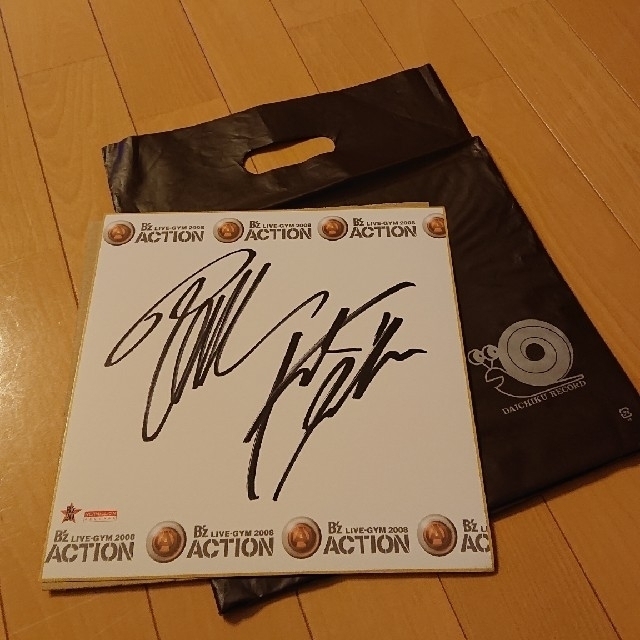 B'z LIVE-GYM 2008 B'z LIVE-GYM 2008 B'z LIVE-GYM 2008
ACTION ACTION ACTION
DAICHIKU RECORD
B'z LIVE-GYM 2008 B'z LIVE-GYM 2008 B'z LIVE-GYM 2008 B'z L
ACTION ACTION ACTION AC